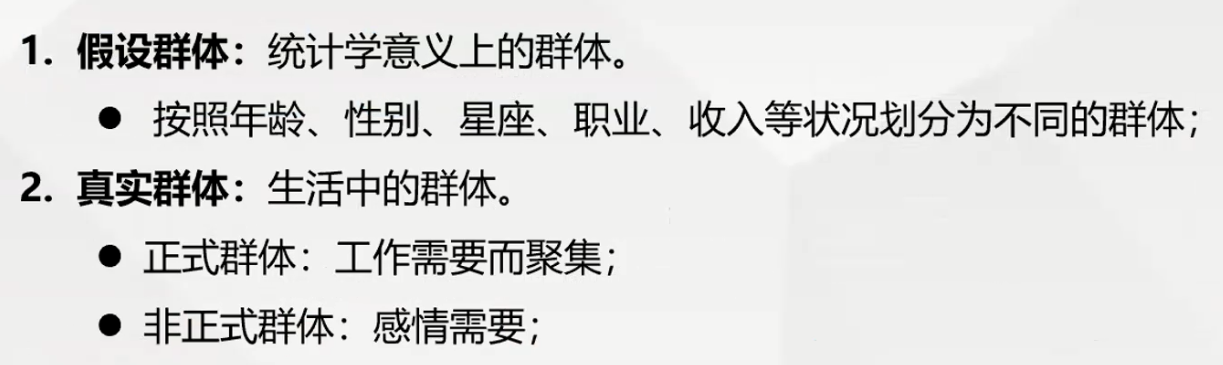 1. 假设群体：统计学意义上的群体。
● 按照年龄、性别、星座、职业、收入等状况划分为不同的群体；
2. 真实群体：生活中的群体。
● 正式群体：工作需要而聚集；
● 非正式群体：感情需要；